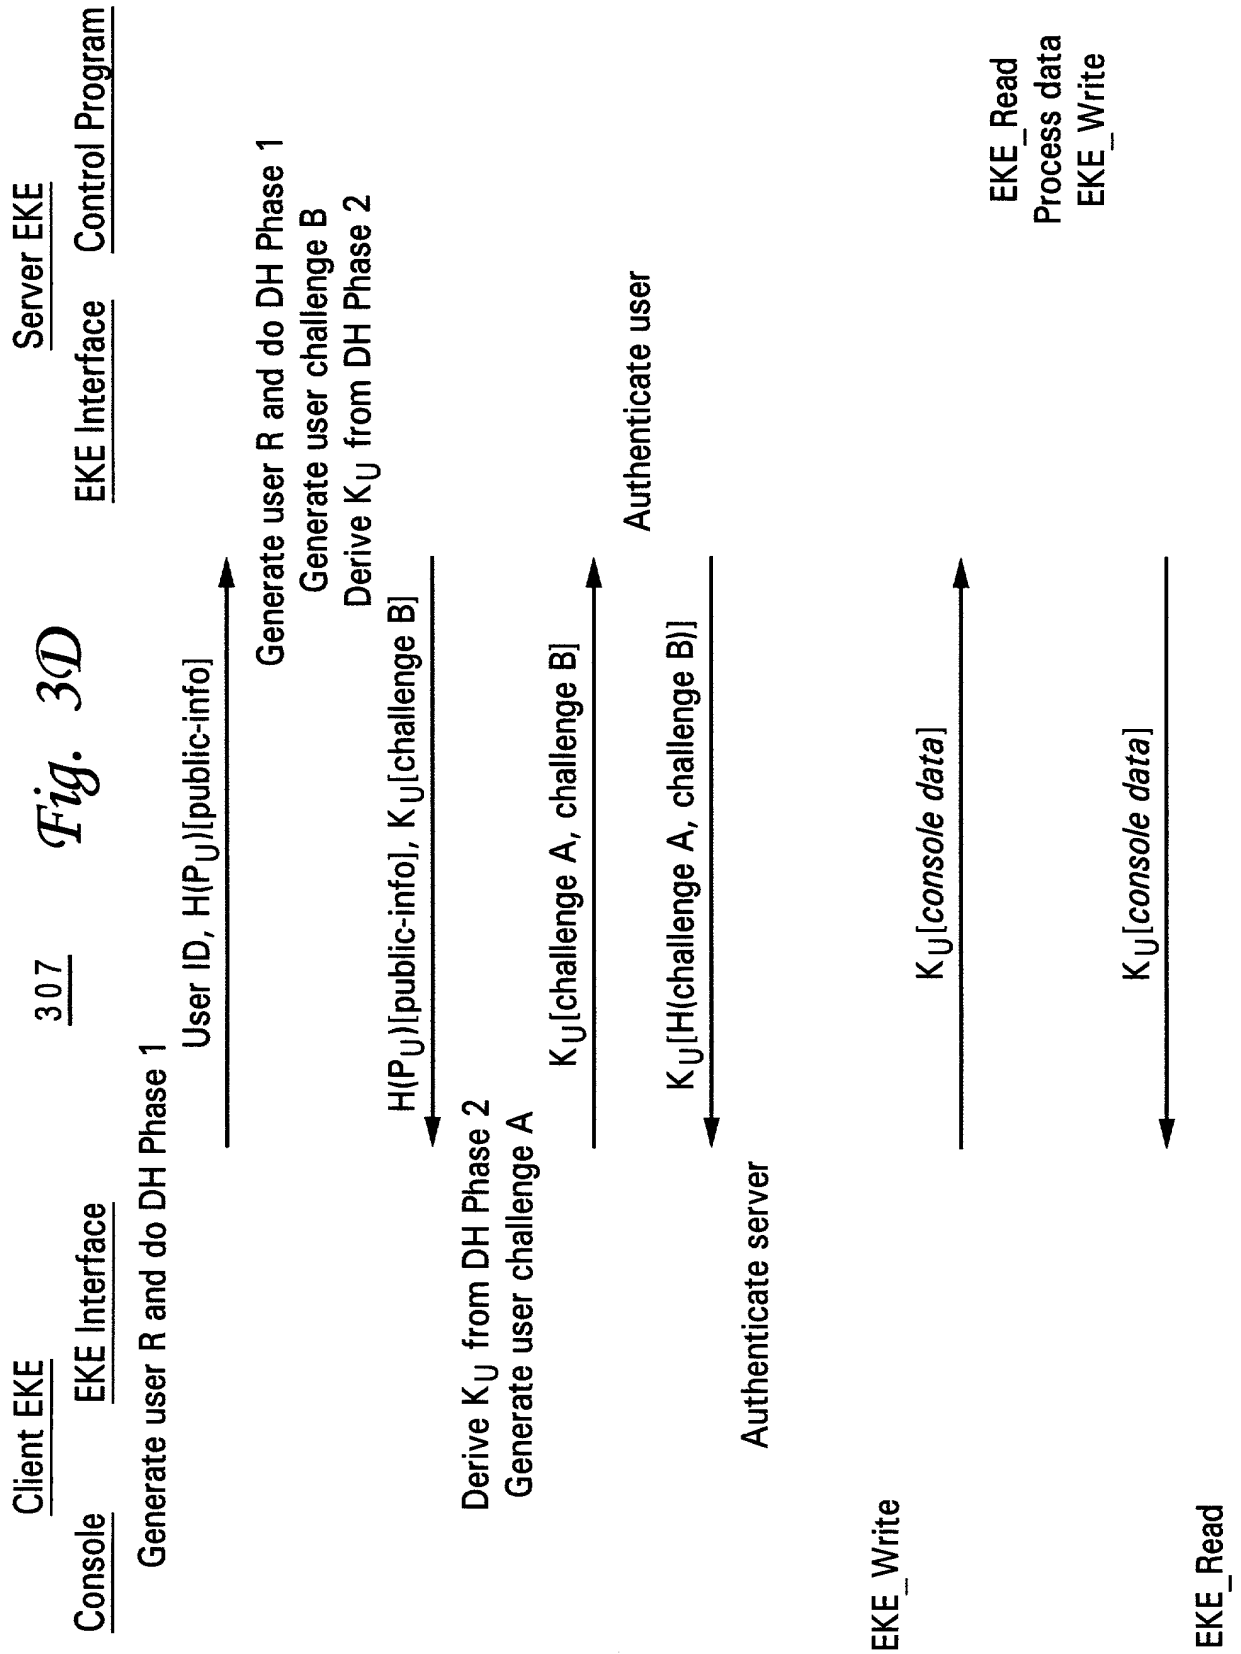 307 Fig. 3D
Client EKE Server EKE
Console EKE Interface EKE Interface Control Program
Generate user R and do DH Phase 1
User ID, H(PU)[public-info]
Generate user R and do DH Phase 1
Generate user challenge B
Derive KU from DH Phase 2
H(PU)[public-info], KU[challenge B]
Derive KU from DH Phase 2
Generate user challenge A
KU[challenge A, challenge B]
Authenticate user
KU[H(challenge A, challenge B)]
Authenticate server
EKE_Write
KU[console data]
EKE_Read
Process data
EKE_Write
KU[console data]
EKE_Read